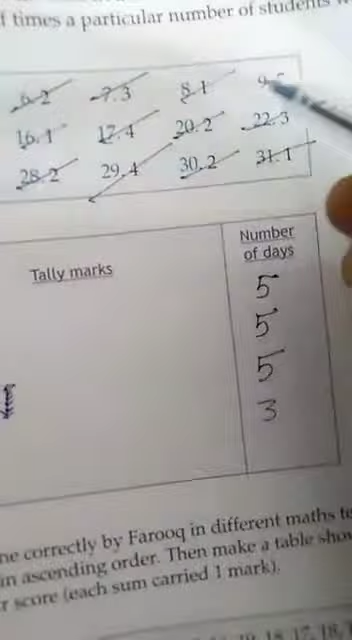 times a particular number of students
6.2 7.3 8.1 9.
16.1 17.4 20.2 22.3
28.2 29.4 30.2 31.1
Tally marks
Number of days
5
5
5
3
ne correctly by Farooq in different maths te
in ascending order. Then make a table show
r score (each sum carried 1 mark).